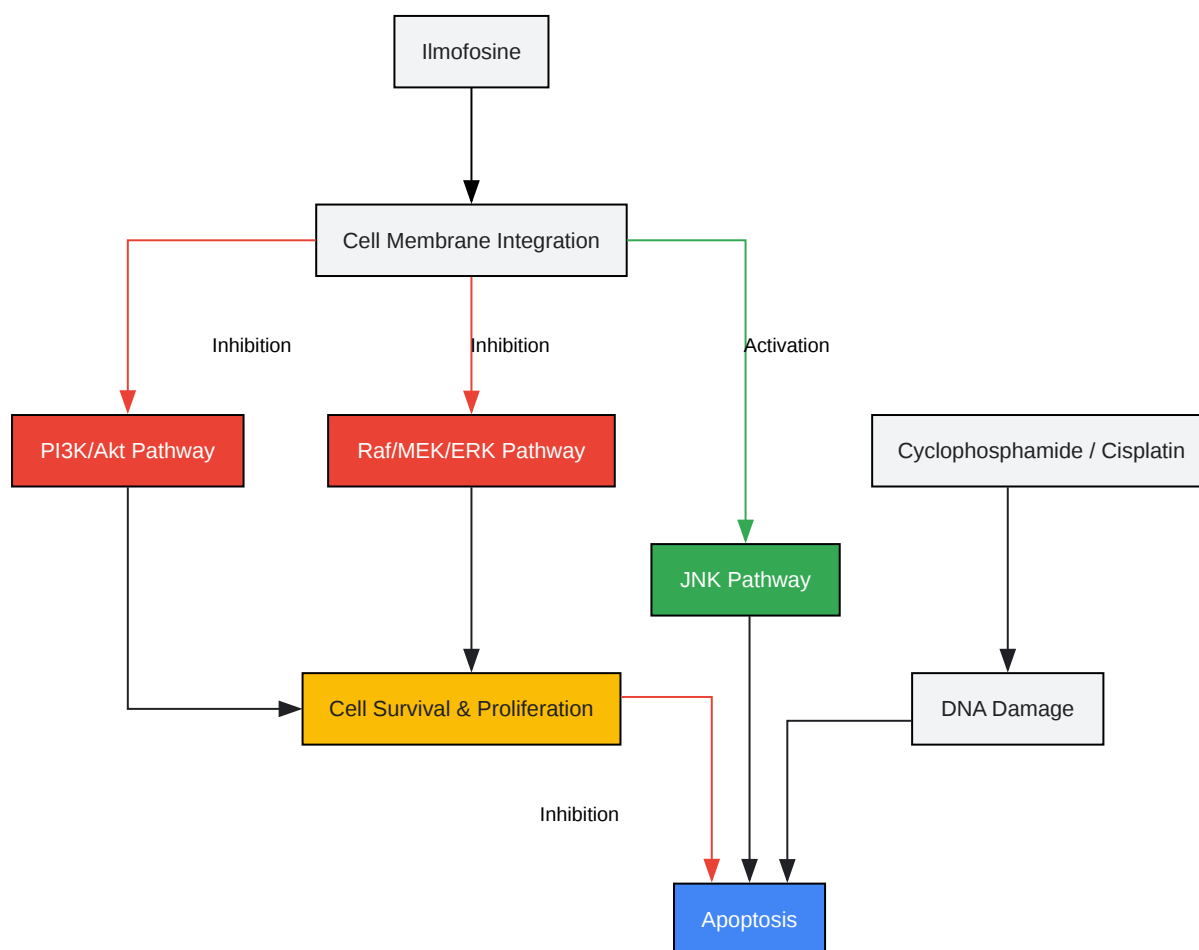 Ilmofosine
Cell Membrane Integration
Inhibition
Inhibition
Activation
PI3K/Akt Pathway
Raf/MEK/ERK Pathway
Cyclophosphamide / Cisplatin
JNK Pathway
Cell Survival & Proliferation
DNA Damage
Inhibition
Apoptosis